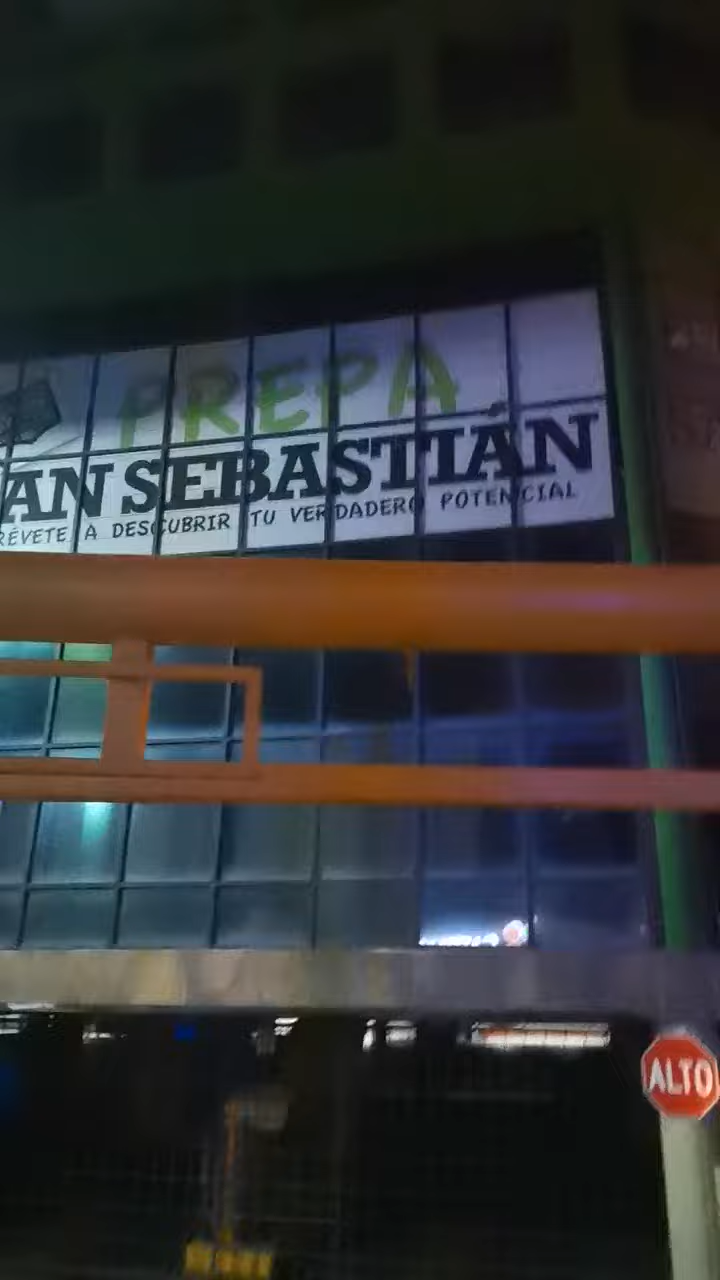 PREPA
AN SEBASTIÁN
RÉVETE A DESCUBRIR TU VERDADERO POTENCIAL
ALTO